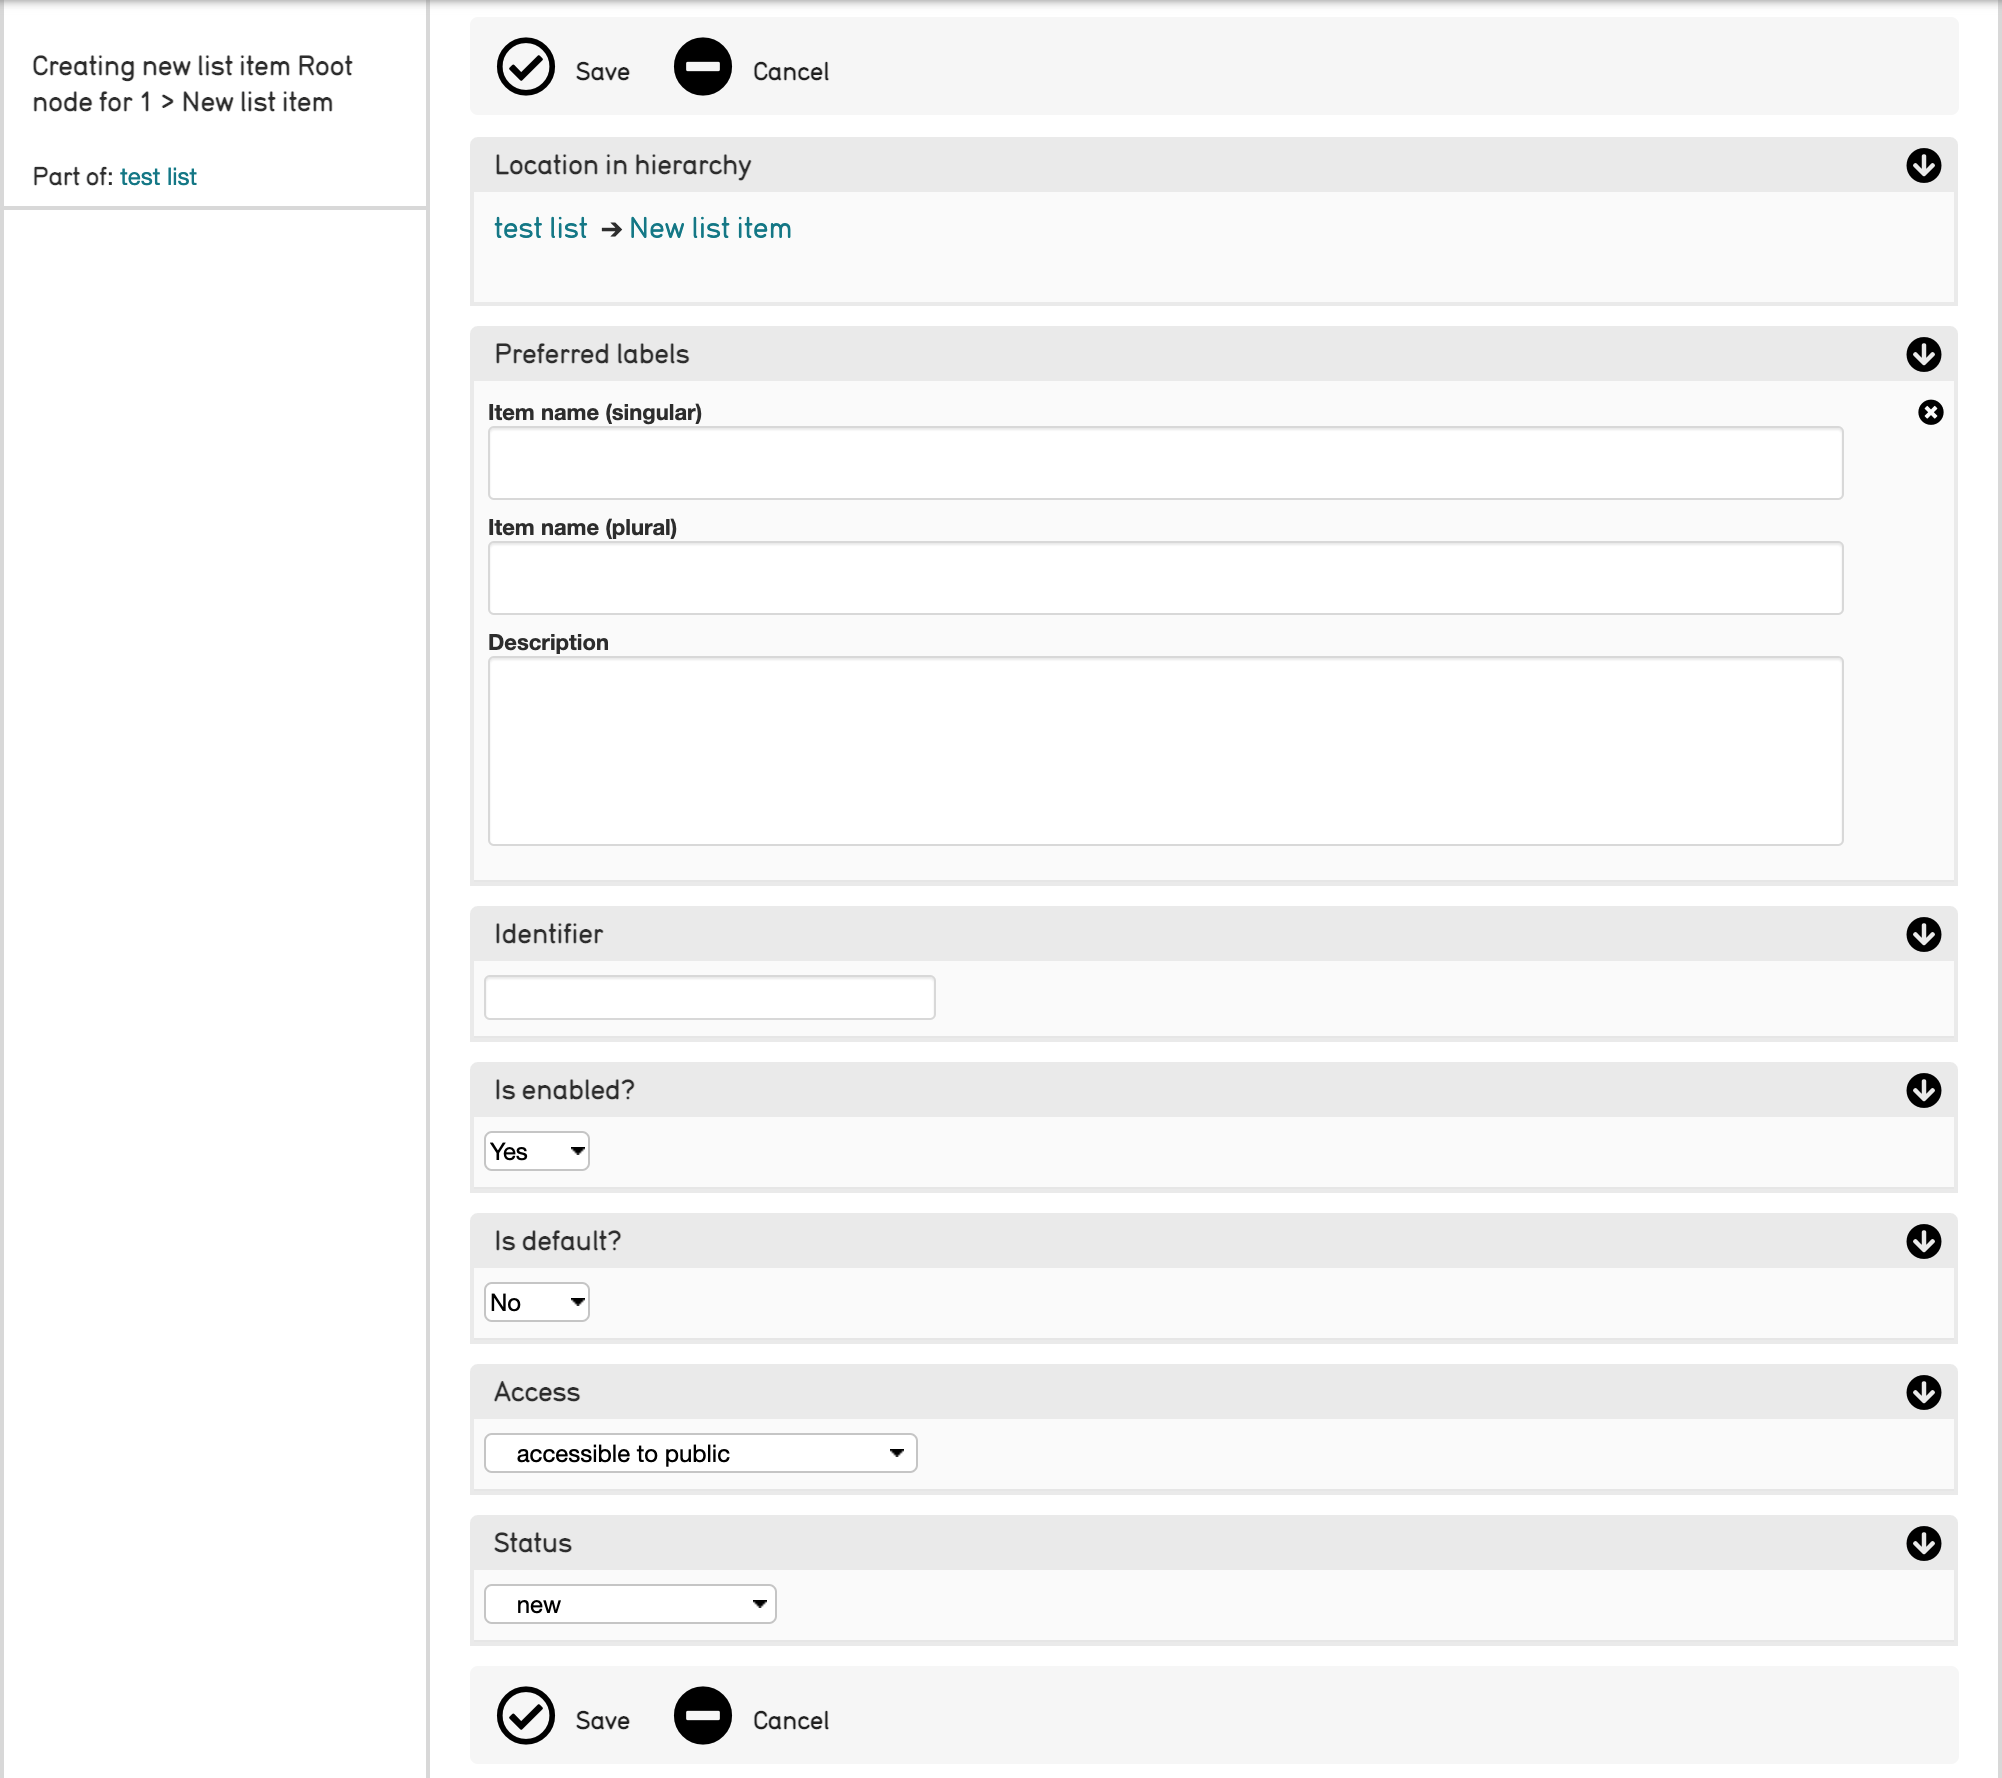 Creating new list item Root
node for 1 > New list item
Part of: test list
Save Cancel
Location in hierarchy
test list → New list item
Preferred labels
Item name (singular)
Item name (plural)
Description
Identifier
Is enabled?
Yes
Is default?
No
Access
accessible to public
Status
new
Save Cancel